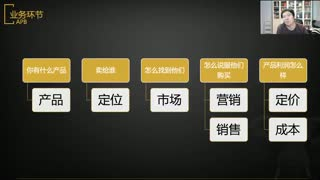 业务环节
APB
你有什么产品
卖给谁
怎么找到他们
怎么说服他们
购买
产品利润怎么
样
产品
定位
市场
营销
定价
销售
成本